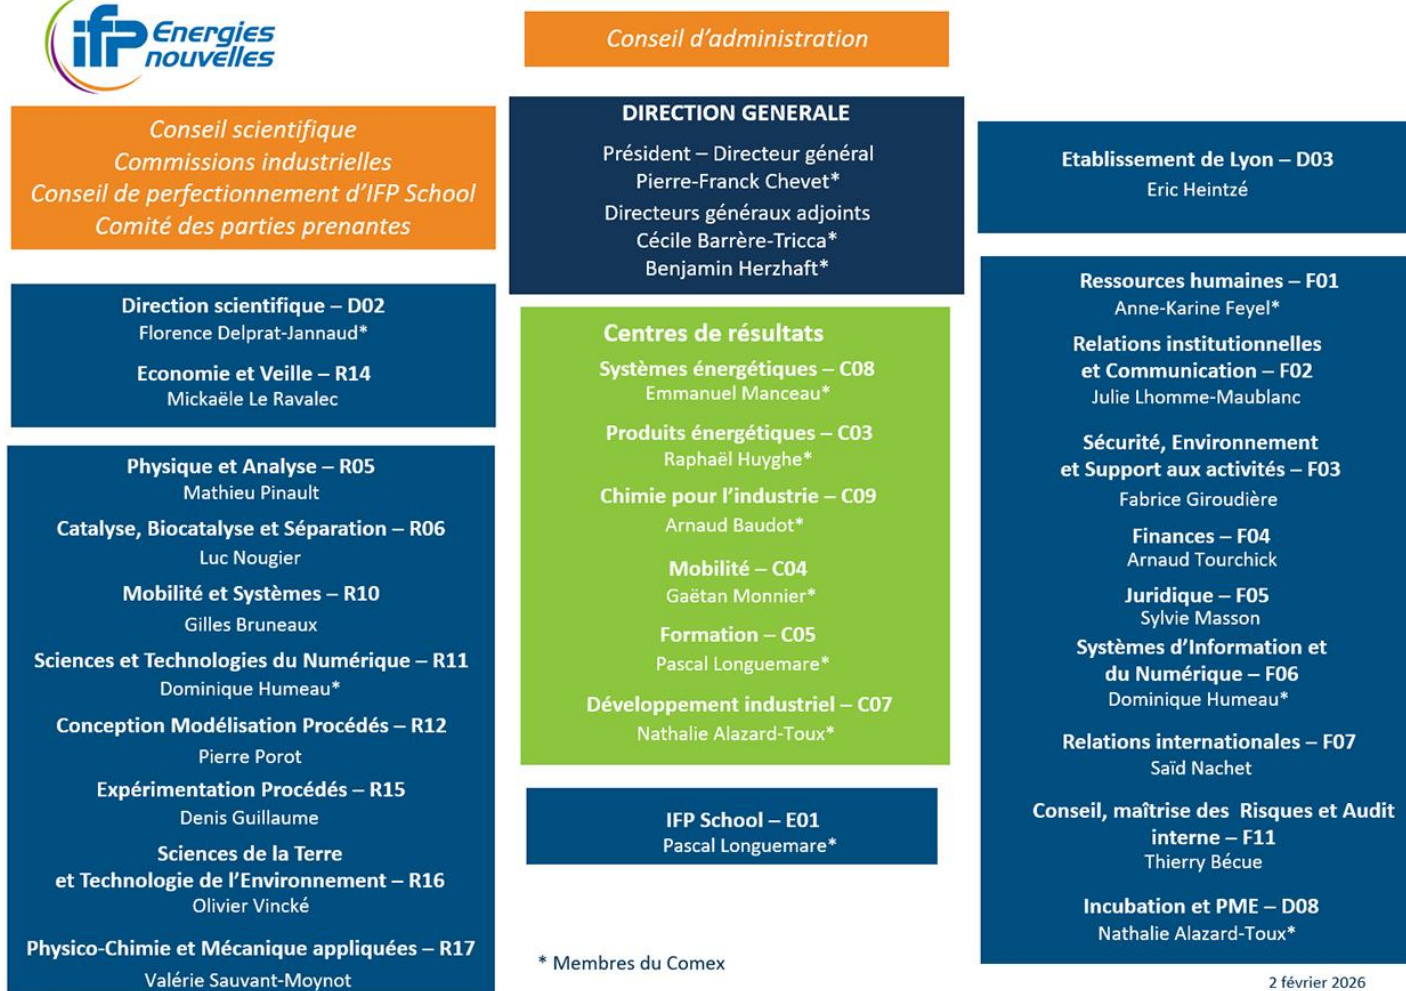 ifp Energies
nouvelles
Conseil d'administration
Conseil scientifique
Commissions industrielles
Conseil de perfectionnement d'IFP School
Comité des parties prenantes
DIRECTION GENERALE
Président – Directeur général
Pierre-Franck Chevet*
Directeurs généraux adjoints
Cécile Barrère-Tricca*
Benjamin Herzhaft*
Etablissement de Lyon – D03
Eric Heintzé
Direction scientifique – D02
Florence Delprat-Jannaud*
Economie et Veille – R14
Mickaële Le Ravalec
Physique et Analyse – R05
Mathieu Pinault
Catalyse, Biocatalyse et Séparation – R06
Luc Nougier
Mobilité et Systèmes – R10
Gilles Bruneaux
Sciences et Technologies du Numérique – R11
Dominique Humeau*
Conception Modélisation Procédés – R12
Pierre Porot
Expérimentation Procédés – R15
Denis Guillaume
Sciences de la Terre
et Technologie de l'Environnement – R16
Olivier Vincké
Physico-Chimie et Mécanique appliquées – R17
Valérie Sauvant-Moynot
Centres de résultats
Systèmes énergétiques – C08
Emmanuel Manceau*
Produits énergétiques – C03
Raphaël Huyghe*
Chimie pour l'industrie – C09
Arnaud Baudot*
Mobilité – C04
Gaëtan Monnier*
Formation – C05
Pascal Longuemare*
Développement industriel – C07
Nathalie Alazard-Toux*
IFP School – E01
Pascal Longuemare*
* Membres du Comex
Ressources humaines – F01
Anne-Karine Feyel*
Relations institutionnelles
et Communication – F02
Julie Lhomme-Maublanc
Sécurité, Environnement
et Support aux activités – F03
Fabrice Giroudière
Finances – F04
Arnaud Tourchick
Juridique – F05
Sylvie Masson
Systèmes d'Information et
du Numérique – F06
Dominique Humeau*
Relations internationales – F07
Saïd Nachet
Conseil, maîtrise des Risques et Audit
interne – F11
Thierry Bécue
Incubation et PME – D08
Nathalie Alazard-Toux*
2 février 2026